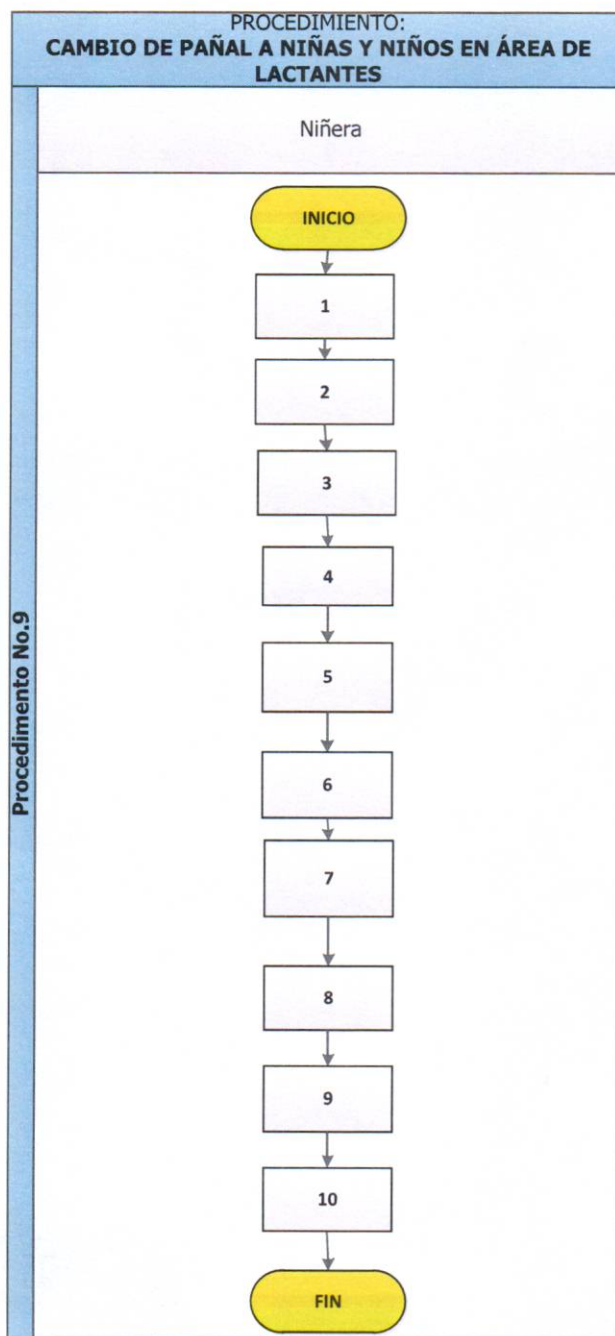 PROCEDIMIENTO:
CAMBIO DE PAÑAL A NIÑAS Y NIÑOS EN ÁREA DE
LACTANTES
Niñera
Procedimento No.9
INICIO
1
2
3
4
5
6
7
8
9
10
FIN